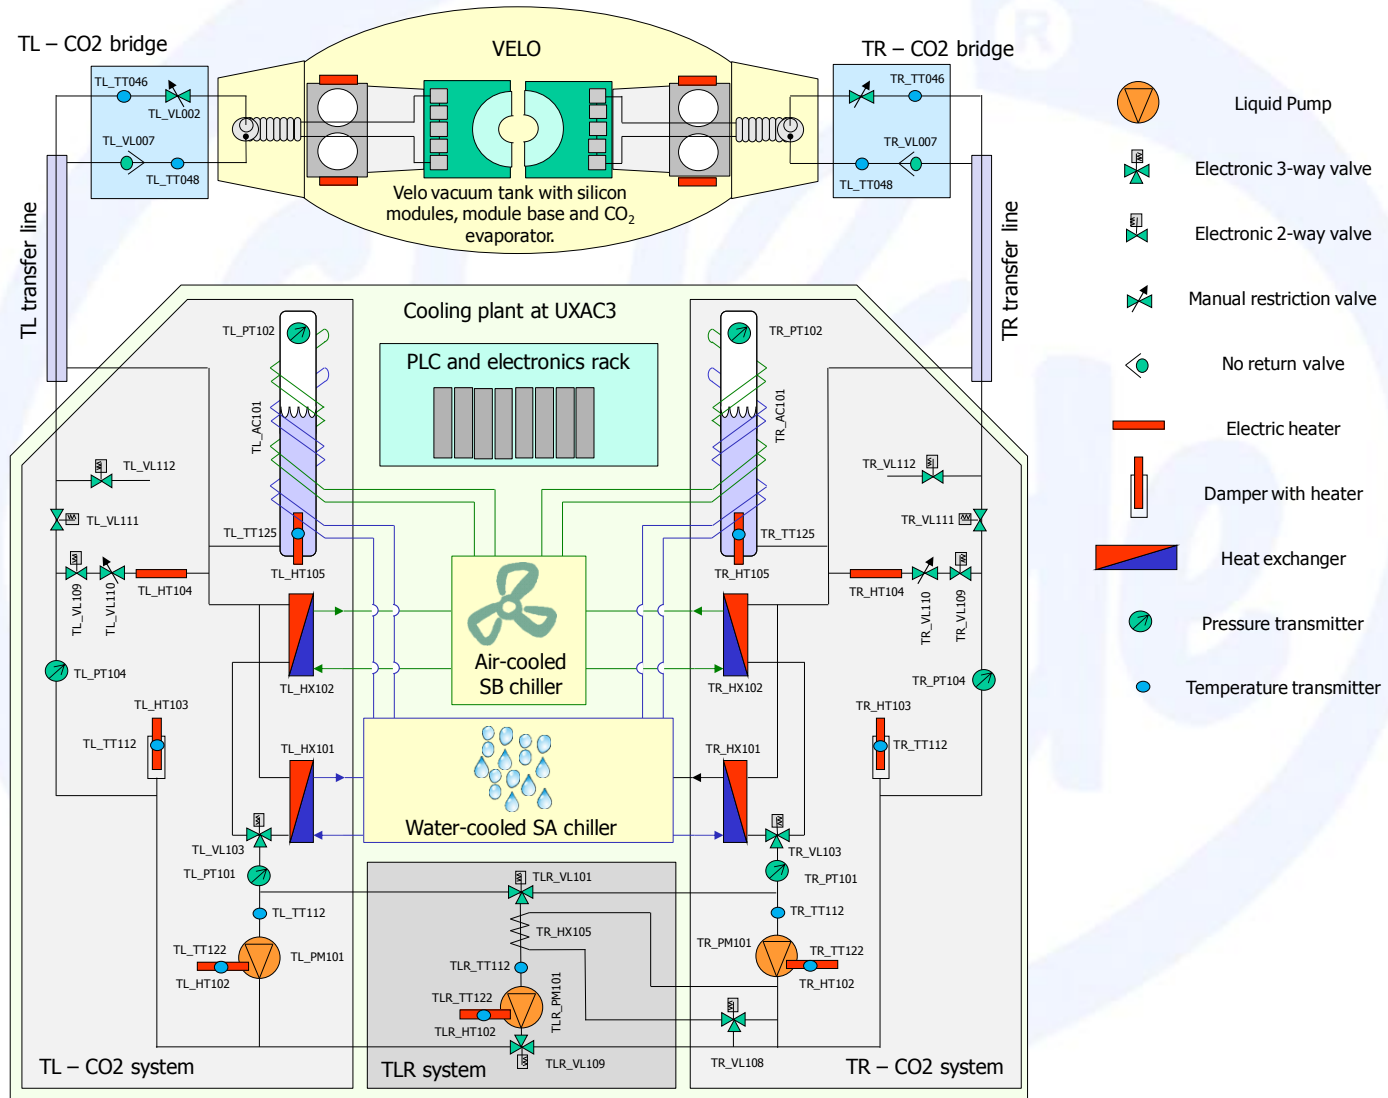 TL – CO2 bridge
VELO
TR – CO2 bridge
TL_TT046
TL_VL002
TL_VL007
TL_TT048
TR_TT046
TR_VL007
TL_TT048
Velo vacuum tank with silicon
modules, module base and CO2
evaporator.
TL transfer line
TR transfer line
Cooling plant at UXAC3
PLC and electronics rack
TL_PT102
TL_AC101
TL_VL112
TL_VL111
TL_TT125
TL_HT105
TL_VL109
TL_VL110
TL_HT104
TL_PT104
TL_HX102
TL_HT103
TL_TT112
TL_HX101
TL_VL103
TL_PT101
TL_TT112
TL_TT122
TL_PM101
TL_HT102
TL – CO2 system
Air-cooled
SB chiller
Water-cooled SA chiller
TLR_VL101
TR_HX105
TLR_TT112
TLR_TT122
TLR_PM101
TLR_HT102
TLR_VL109
TLR system
TR_PT102
TR_AC101
TR_VL112
TR_VL111
TR_TT125
TR_HT105
TR_HT104
TR_VL110
TR_VL109
TR_PT104
TR_HX102
TR_HT103
TR_TT112
TR_HX101
TR_VL103
TR_PT101
TR_TT112
TR_PM101
TR_TT122
TR_HT102
TR_VL108
TR – CO2 system
Liquid Pump
Electronic 3-way valve
Electronic 2-way valve
Manual restriction valve
No return valve
Electric heater
Damper with heater
Heat exchanger
Pressure transmitter
Temperature transmitter
®